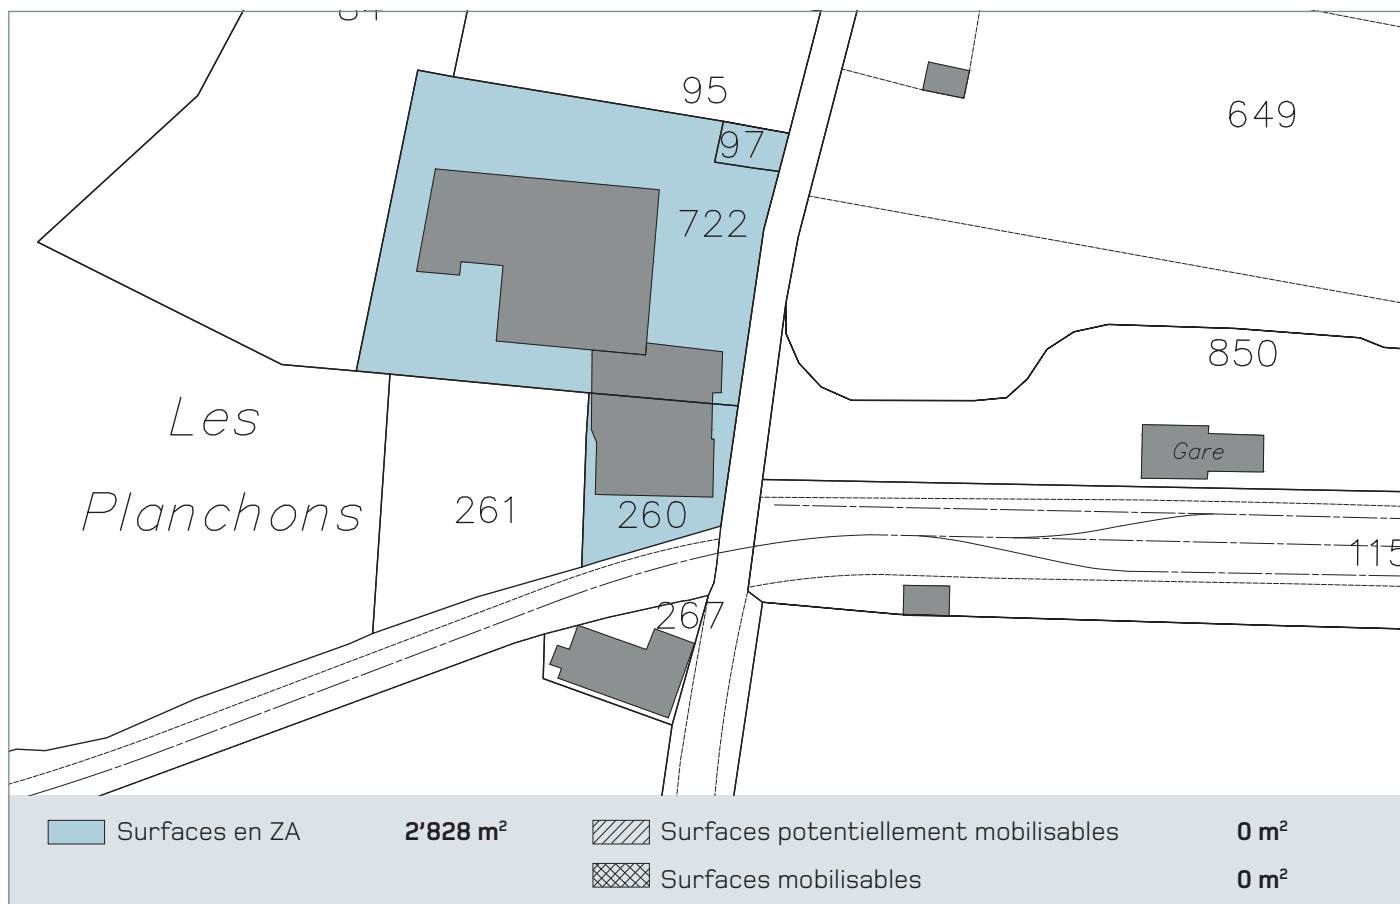 95
97
649
722
850
Les
Planchons
Gare
261
260
115
267
Surfaces en ZA 2'828 m²
Surfaces potentiellement mobilisables 0 m²
Surfaces mobilisables 0 m²